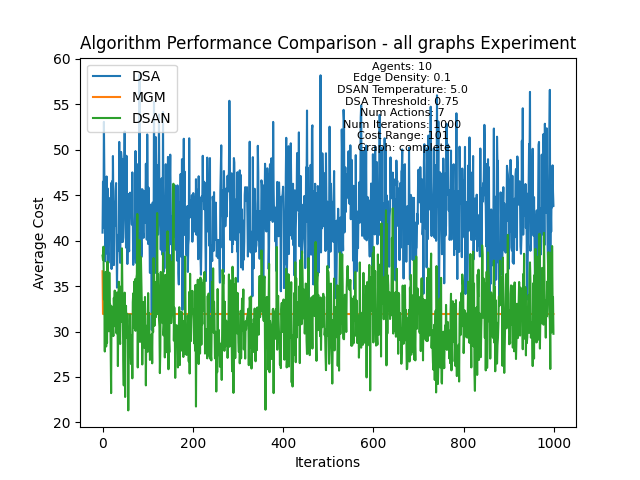 Algorithm Performance Comparison - all graphs Experiment
60
55
50
45
40
35
30
25
20
Average Cost
DSA
MGM
DSAN
Agents: 10
Edge Density: 0.1
DSAN Temperature: 5.0
DSA Threshold: 0.75
Num Actions: 7
Num Iterations: 1000
Cost Range: 101
Graph: complete
0 200 400 600 800 1000
Iterations